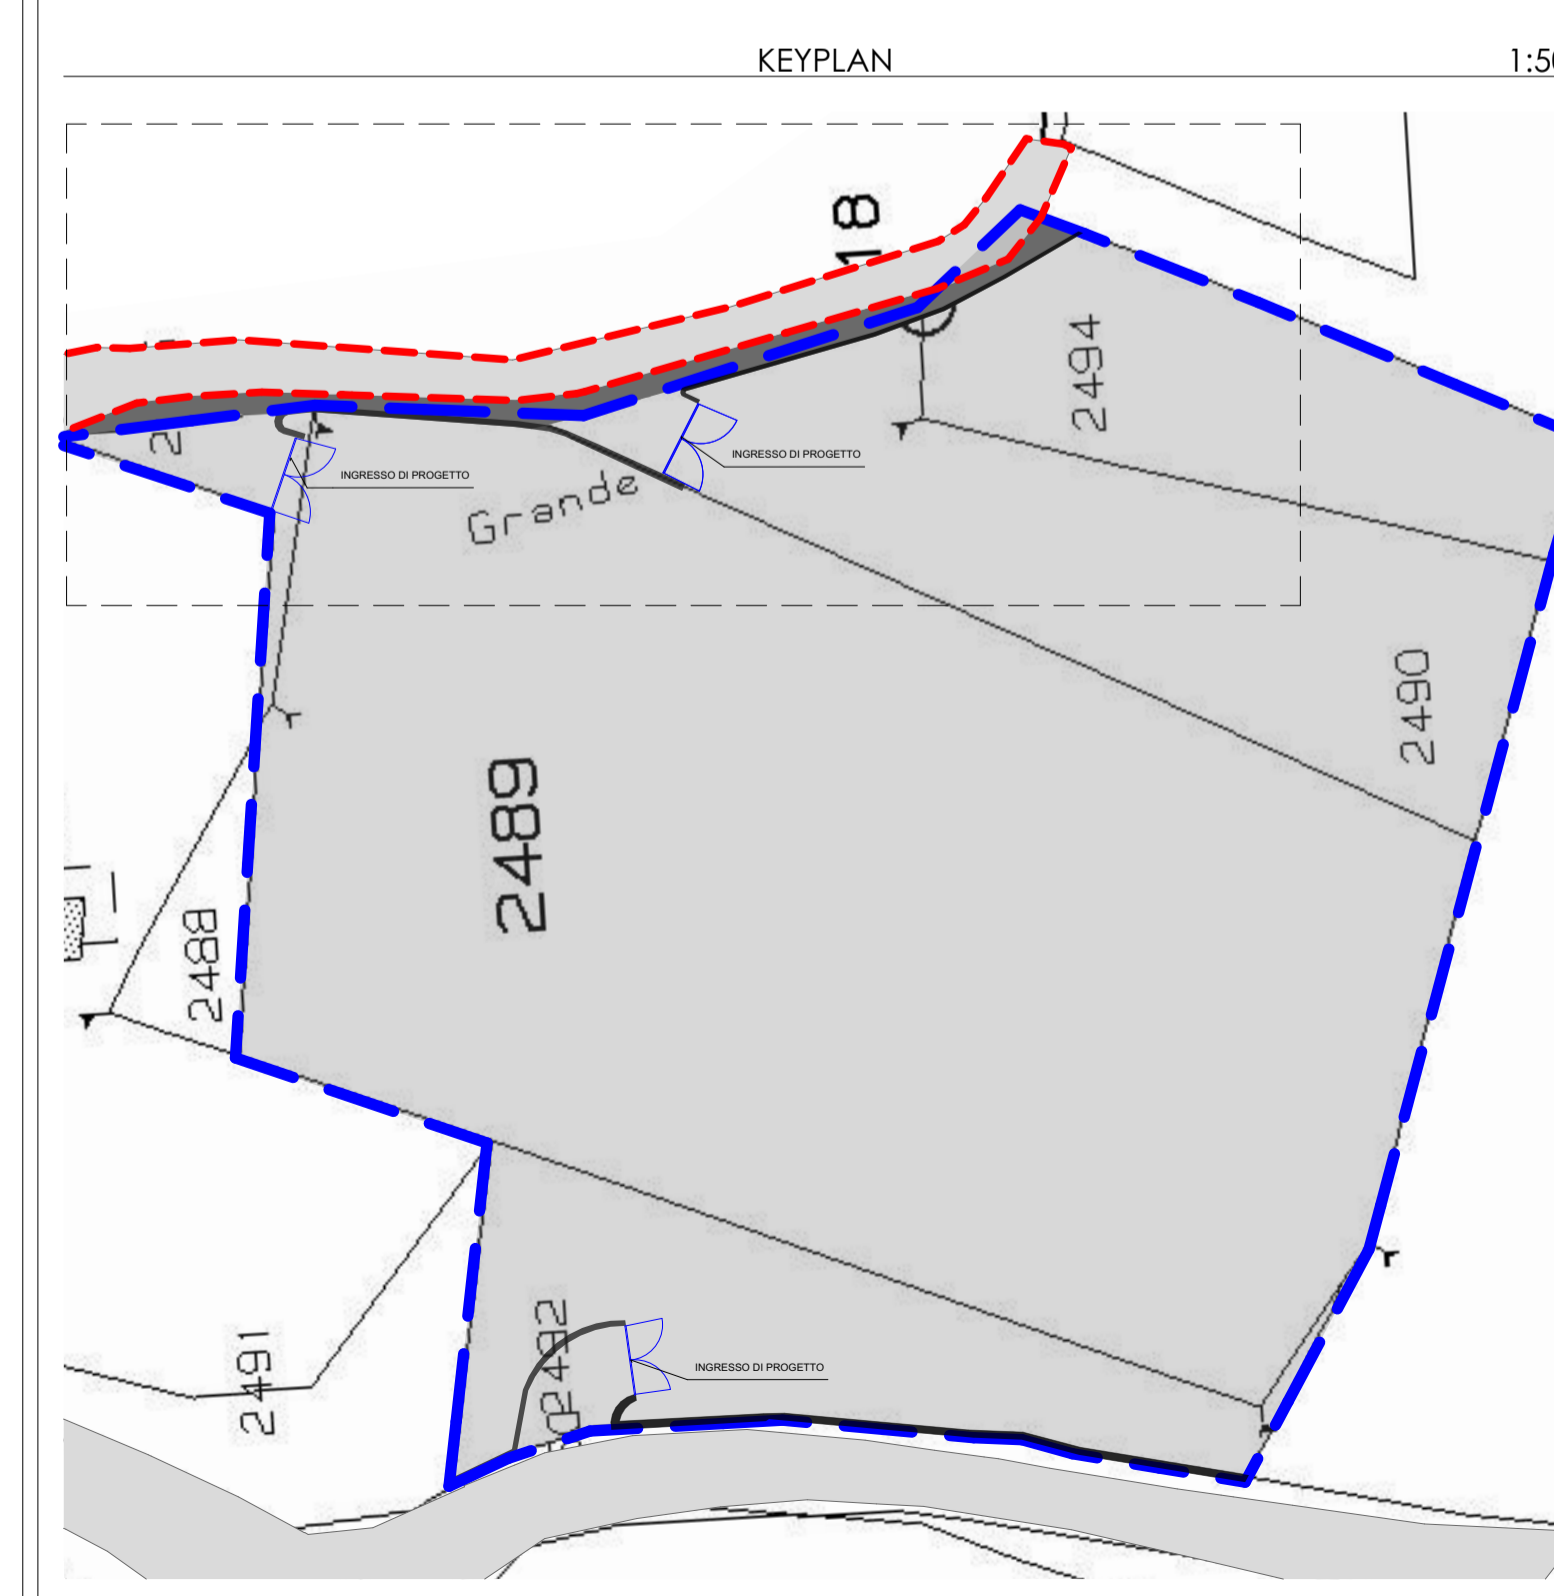 KEYPLAN
18
2494
INGRESSO DI PROGETTO
INGRESSO DI PROGETTO
Grande
2490
2489
2488
2492
2491
INGRESSO DI PROGETTO